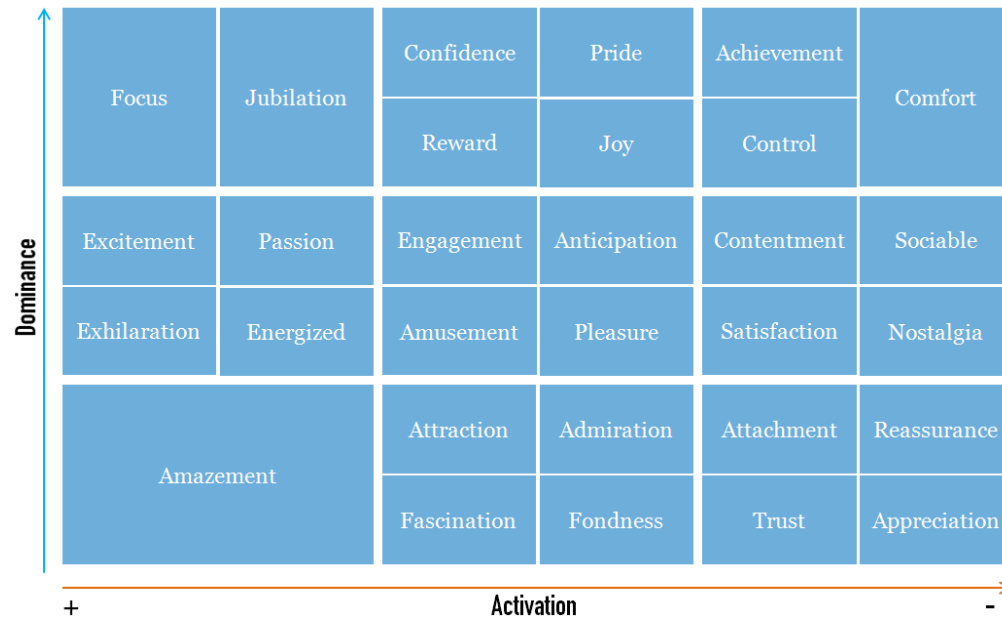 Confidence Pride Achievement
Focus Jubilation Comfort
Reward Joy Control
Excitement Passion Engagement Anticipation Contentment Sociable
Dominance
Exhilaration Energized Amusement Pleasure Satisfaction Nostalgia
Attraction Admiration Attachment Reassurance
Amazement
Fascination Fondness Trust Appreciation
+ Activation -